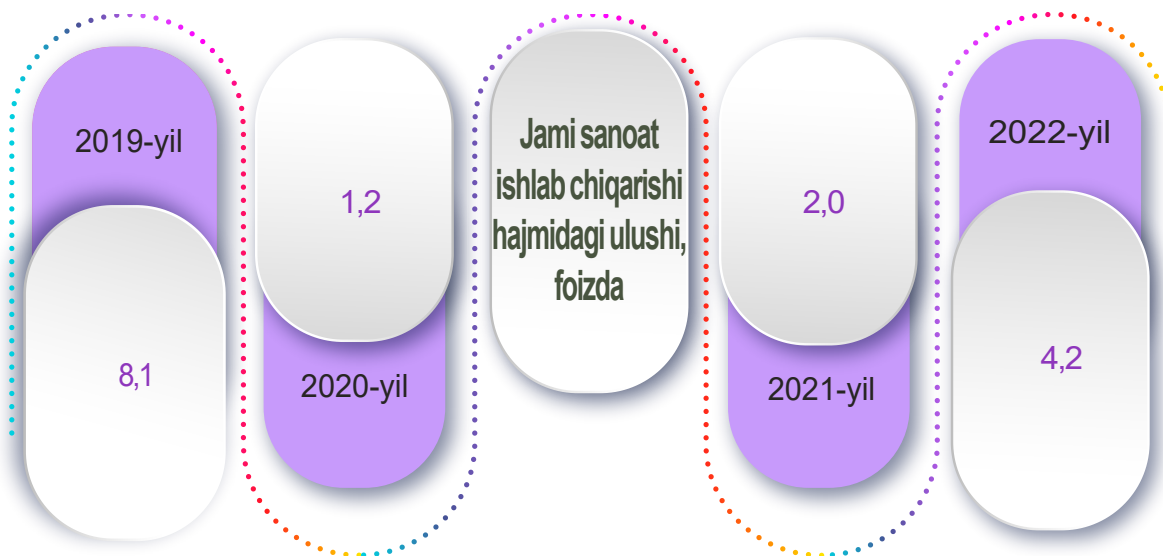 2019-yil
8,1
1,2
2020-yil
Jami sanoat
ishlab chiqarishi
hajmidagi ulushi,
foizda
2,0
2021-yil
2022-yil
4,2